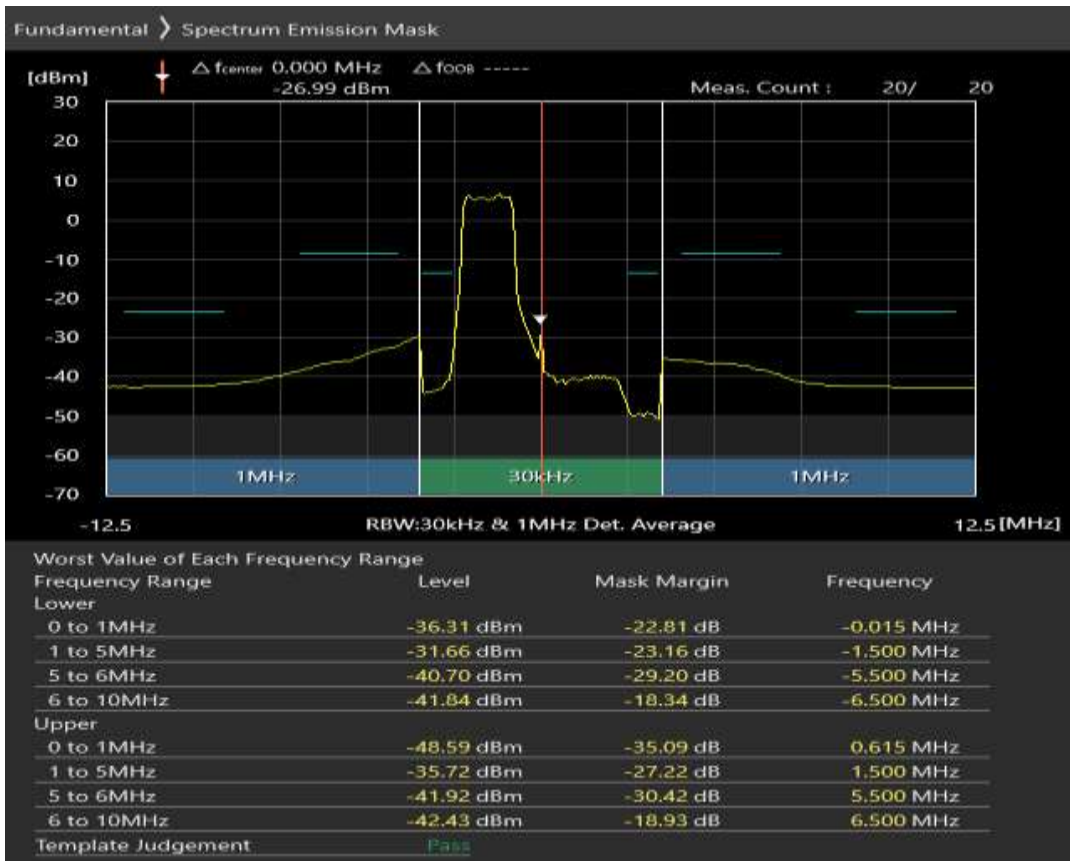 Fundamental ❯ Spectrum Emission Mask
[dBm] △ fcenter 0.000 MHz △ fOOB -----
-26.99 dBm Meas. Count : 20/ 20
30
20
10
0
-10
-20
-30
-40
-50
-60
1MHz 30kHz 1MHz
-70
-12.5 RBW:30kHz & 1MHz Det. Average 12.5 [MHz]
Worst Value of Each Frequency Range
Frequency Range Level Mask Margin Frequency
Lower
0 to 1MHz -36.31 dBm -22.81 dB -0.015 MHz
1 to 5MHz -31.66 dBm -23.16 dB -1.500 MHz
5 to 6MHz -40.70 dBm -29.20 dB -5.500 MHz
6 to 10MHz -41.84 dBm -18.34 dB -6.500 MHz
Upper
0 to 1MHz -48.59 dBm -35.09 dB 0.615 MHz
1 to 5MHz -35.72 dBm -27.22 dB 1.500 MHz
5 to 6MHz -41.92 dBm -30.42 dB 5.500 MHz
6 to 10MHz -42.43 dBm -18.93 dB 6.500 MHz
Template Judgement Pass